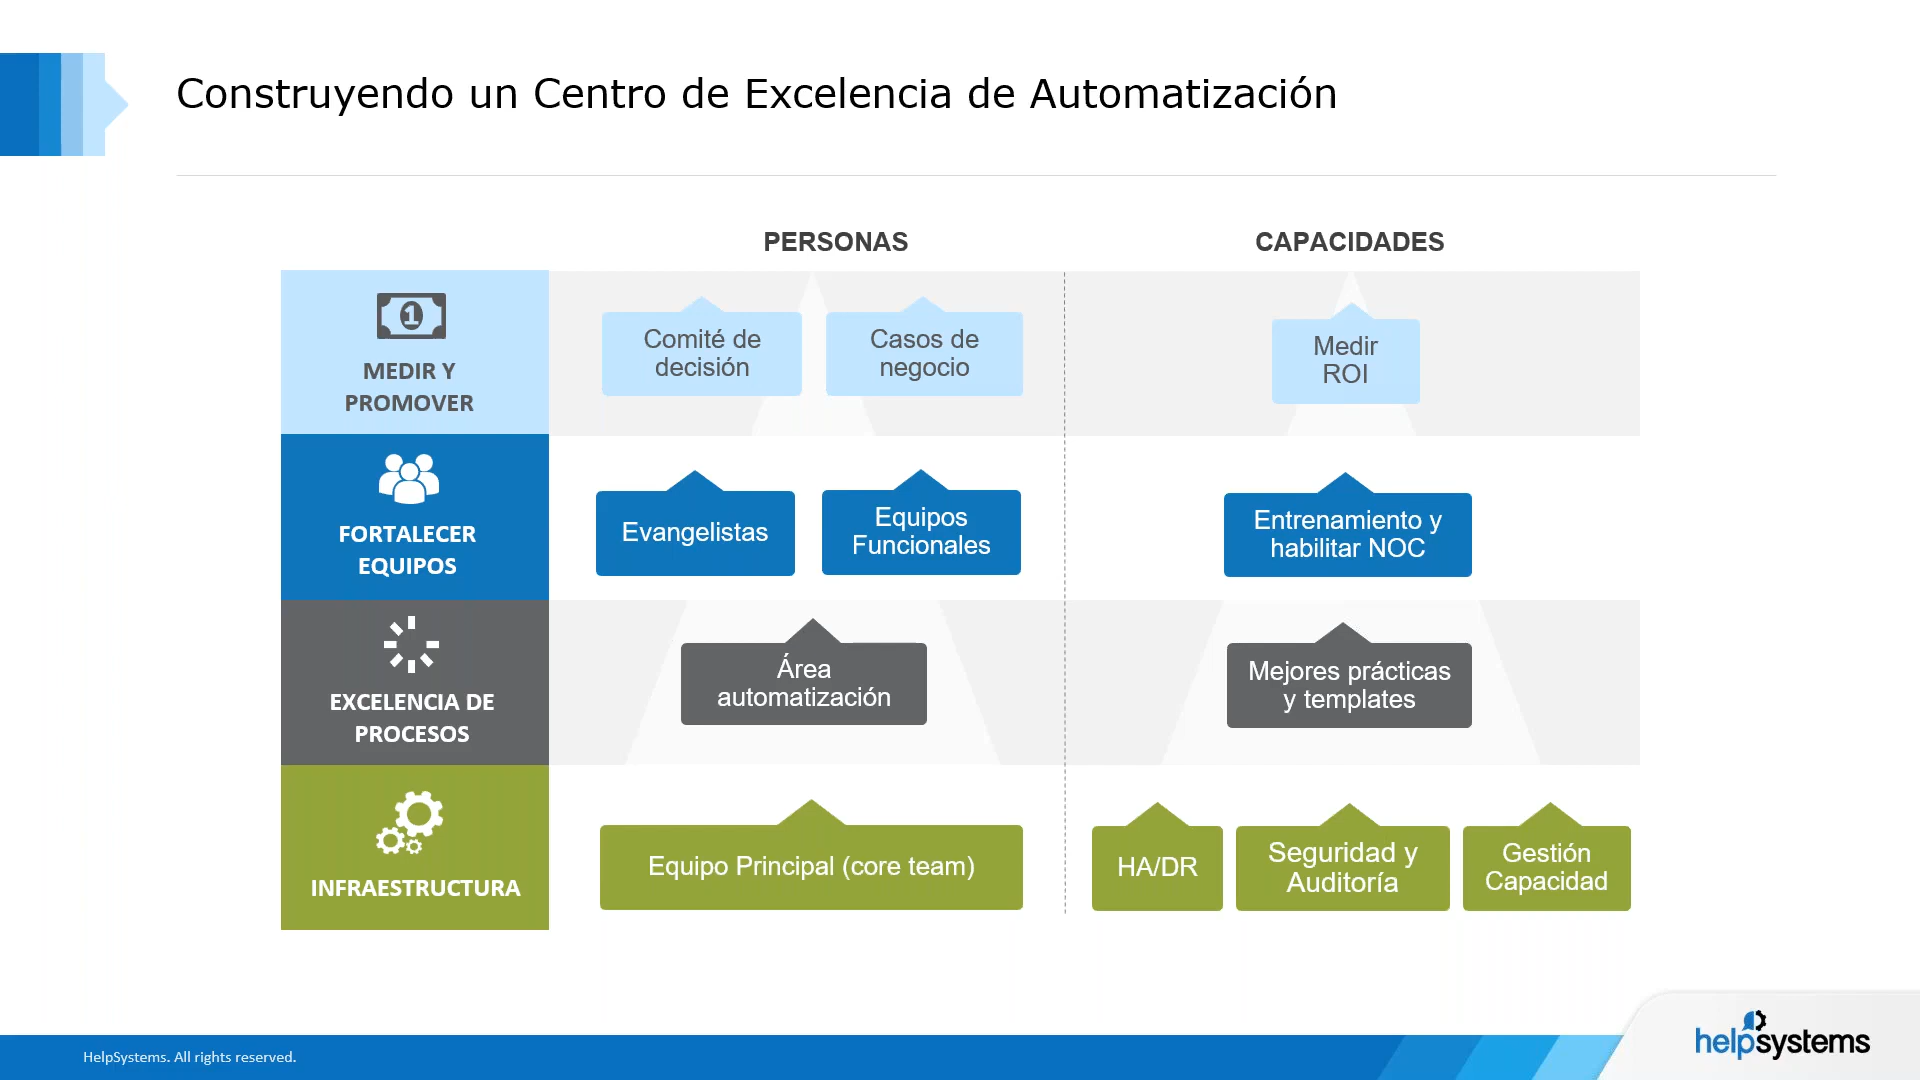 Construyendo un Centro de Excelencia de Automatización
PERSONAS
CAPACIDADES
1
MEDIR Y
PROMOVER
Comité de
decisión
Casos de
negocio
Medir
ROI
FORTALECER
EQUIPOS
Evangelistas
Equipos
Funcionales
Entrenamiento y
habilitar NOC
EXCELENCIA DE
PROCESOS
Área
automatización
Mejores prácticas
y templates
INFRAESTRUCTURA
Equipo Principal (core team)
HA/DR
Seguridad y
Auditoría
Gestión
Capacidad
HelpSystems. All rights reserved.
helpsystems